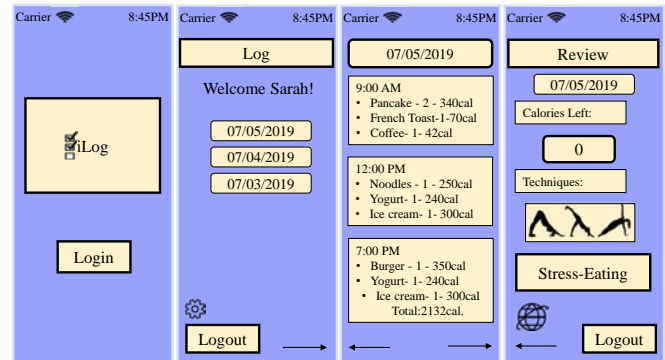 Carrier 8:45PM
iLog
Login
Carrier 8:45PM
Log
Welcome Sarah!
07/05/2019
07/04/2019
07/03/2019
Logout
Carrier 8:45PM
07/05/2019
9:00 AM
• Pancake - 2 - 340cal
• French Toast-1-70cal
• Coffee- 1- 42cal
12:00 PM
• Noodles - 1 - 250cal
• Yogurt- 1- 240cal
• Ice cream- 1- 300cal
7:00 PM
• Burger - 1 - 350cal
• Yogurt- 1- 240cal
• Ice cream- 1- 300cal
Total:2132cal.
Carrier 8:45PM
Review
07/05/2019
Calories Left:
0
Techniques:
Stress-Eating
Logout